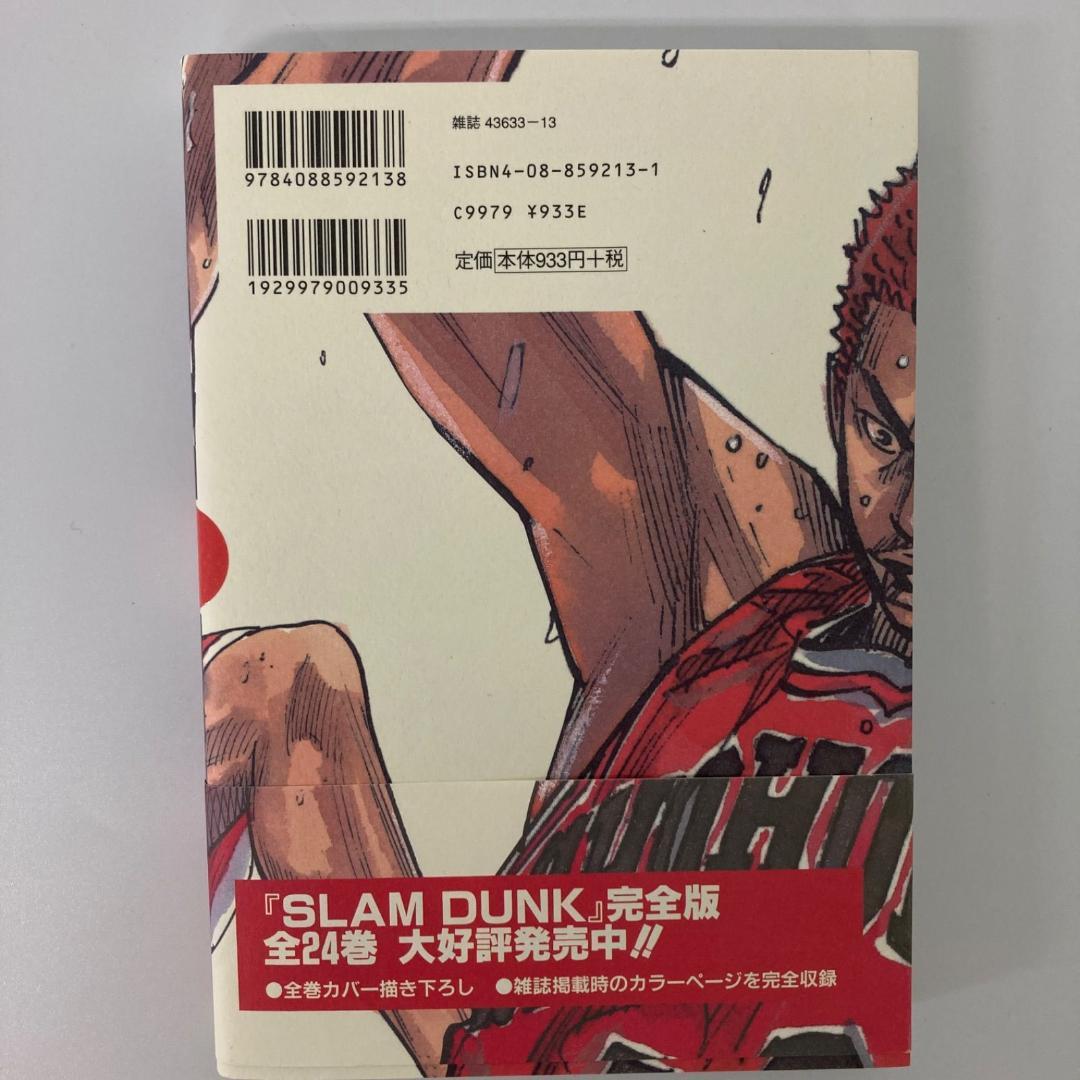 9784088592138
雑誌 43633-13
ISBN4-08-859213-1
C9979 ¥933E
1929979009335
定価 本体933円+税
『SLAM DUNK』完全版
全24巻 大好評発売中!!
●全巻カバー描き下ろし ●雑誌掲載時のカラーページを完全収録